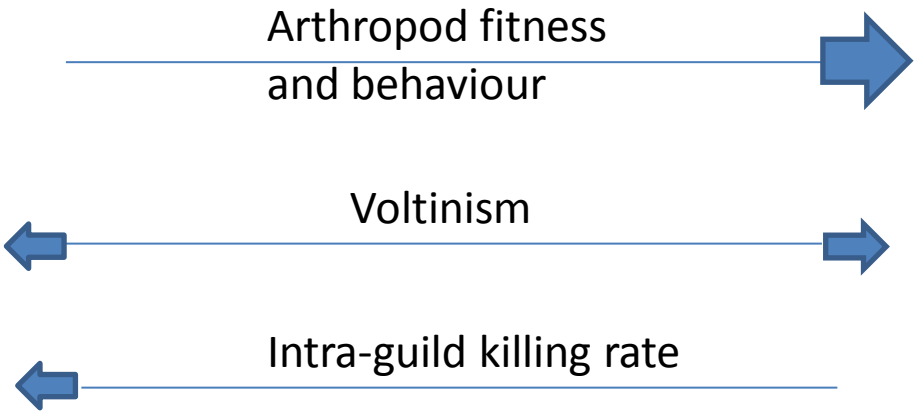 Arthropod fitness
and behaviour
Voltinism
Intra-guild killing rate